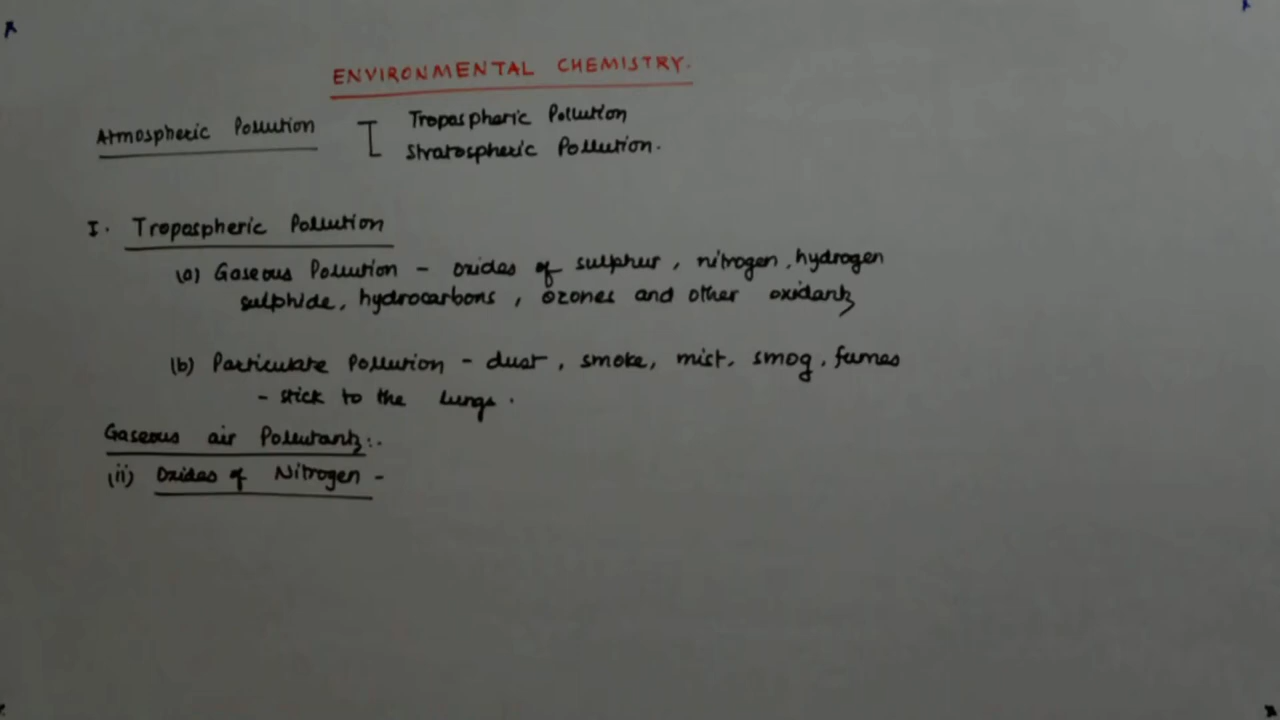 ENVIRONMENTAL CHEMISTRY.
Atmospheric Pollution
Tropospheric Pollution
Stratospheric Pollution.
I. Tropospheric Pollution
(a) Gaseous Pollution - oxides of sulphur, nitrogen, hydrogen
sulphide, hydrocarbons, ozones and other oxidants
(b) Particulate Pollution - dust, smoke, mist, smog, fumes
- stick to the lungs.
Gaseous air Pollutants:.
(ii) Oxides of Nitrogen -